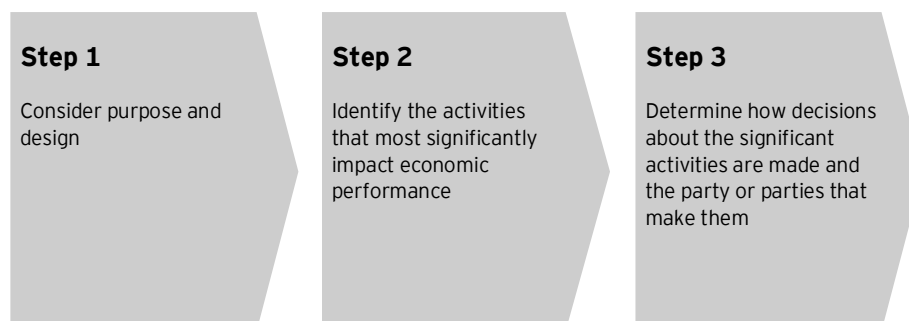 Step 1
Consider purpose and
design
Step 2
Identify the activities
that most significantly
impact economic
performance
Step 3
Determine how decisions
about the significant
activities are made and
the party or parties that
make them